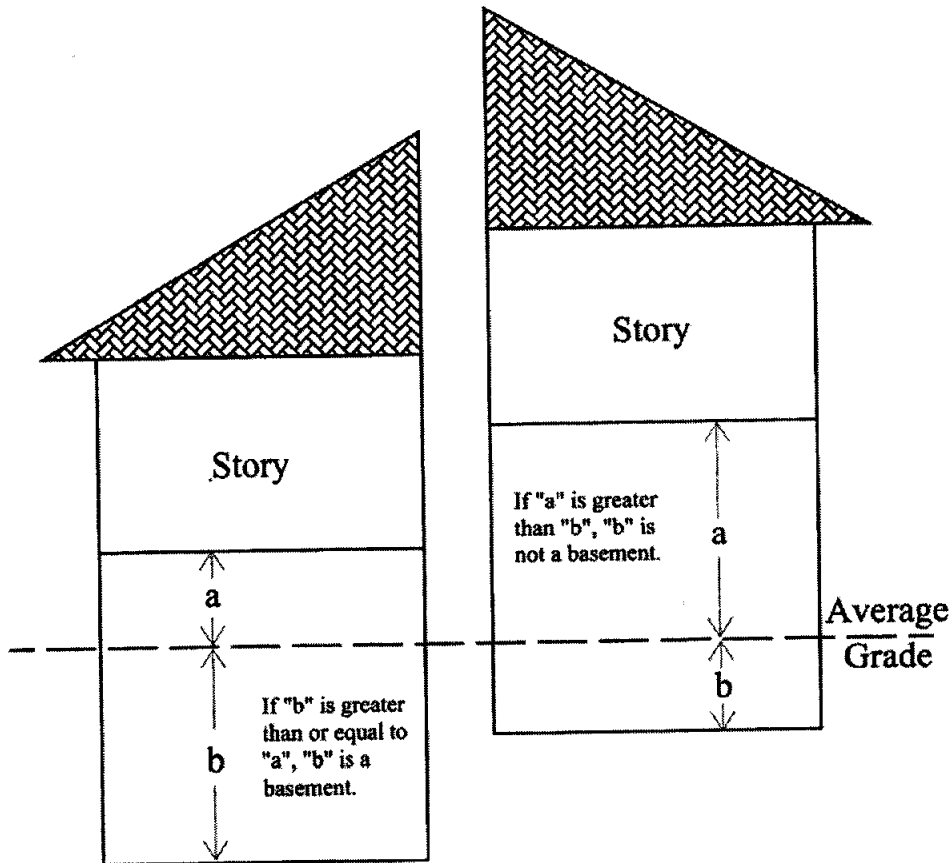 Story
Story
If "a" is greater
than "b", "b" is
not a basement.
a
a
Average
Grade
b
If "b" is greater
than or equal to
"a", "b" is a
basement.
b